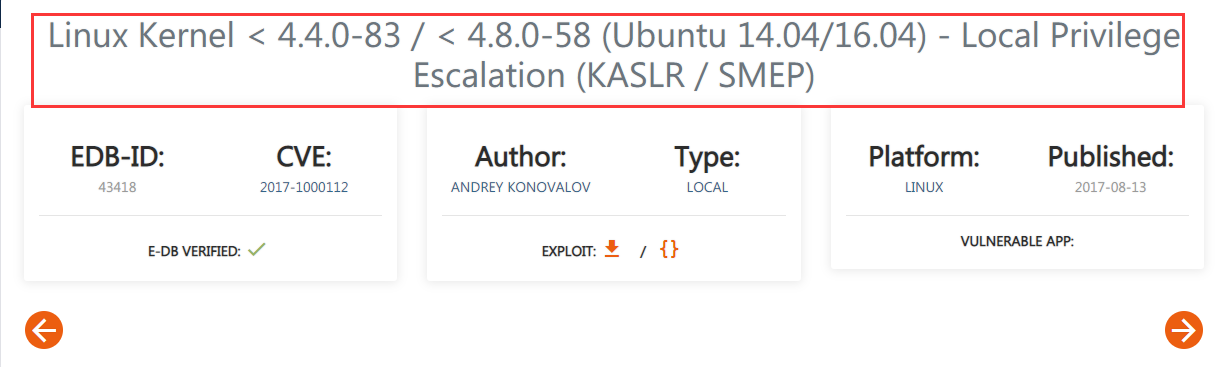 Linux Kernel < 4.4.0-83 / < 4.8.0-58 (Ubuntu 14.04/16.04) - Local Privilege
Escalation (KASLR / SMEP)
EDB-ID:
43418
CVE:
2017-1000112
E-DB VERIFIED:
Author:
ANDREY KONOVALOV
Type:
LOCAL
EXPLOIT: / {}
Platform:
LINUX
Published:
2017-08-13
VULNERABLE APP: